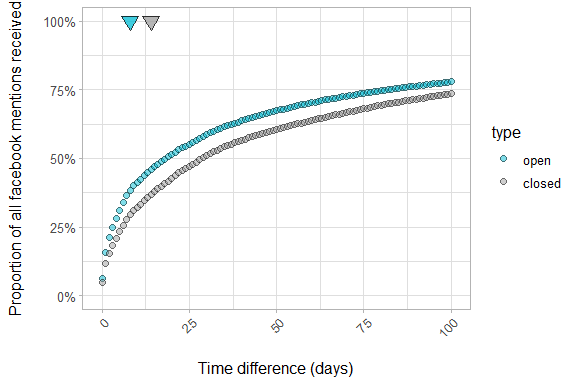 Proportion of all facebook mentions received
100%
75%
50%
25%
0%
0
25
50
75
100
Time difference (days)
type
open
closed